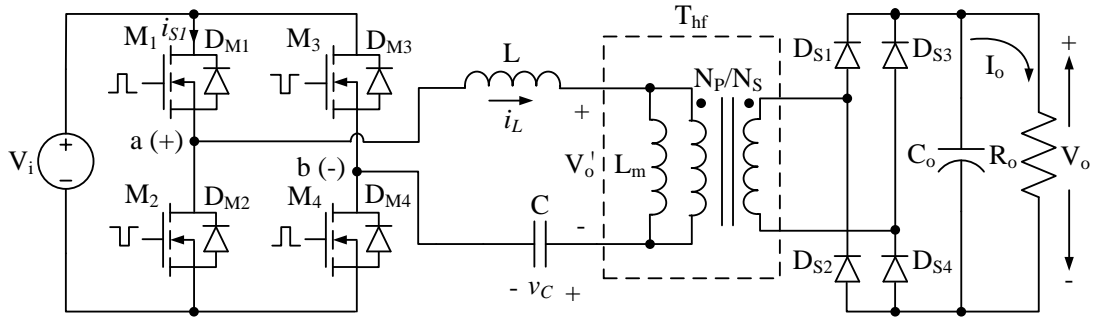 T_hf
i_S1
M_1
D_M1
M_3
D_M3
L
N_P/N_S
D_S1
D_S3
I_o
+
i_L
+
a (+)
V_i
+
-
V_o'
L_m
C_o
R_o
V_o
b (-)
M_2
D_M2
M_4
D_M4
C
-
D_S2
D_S4
- v_C +
-